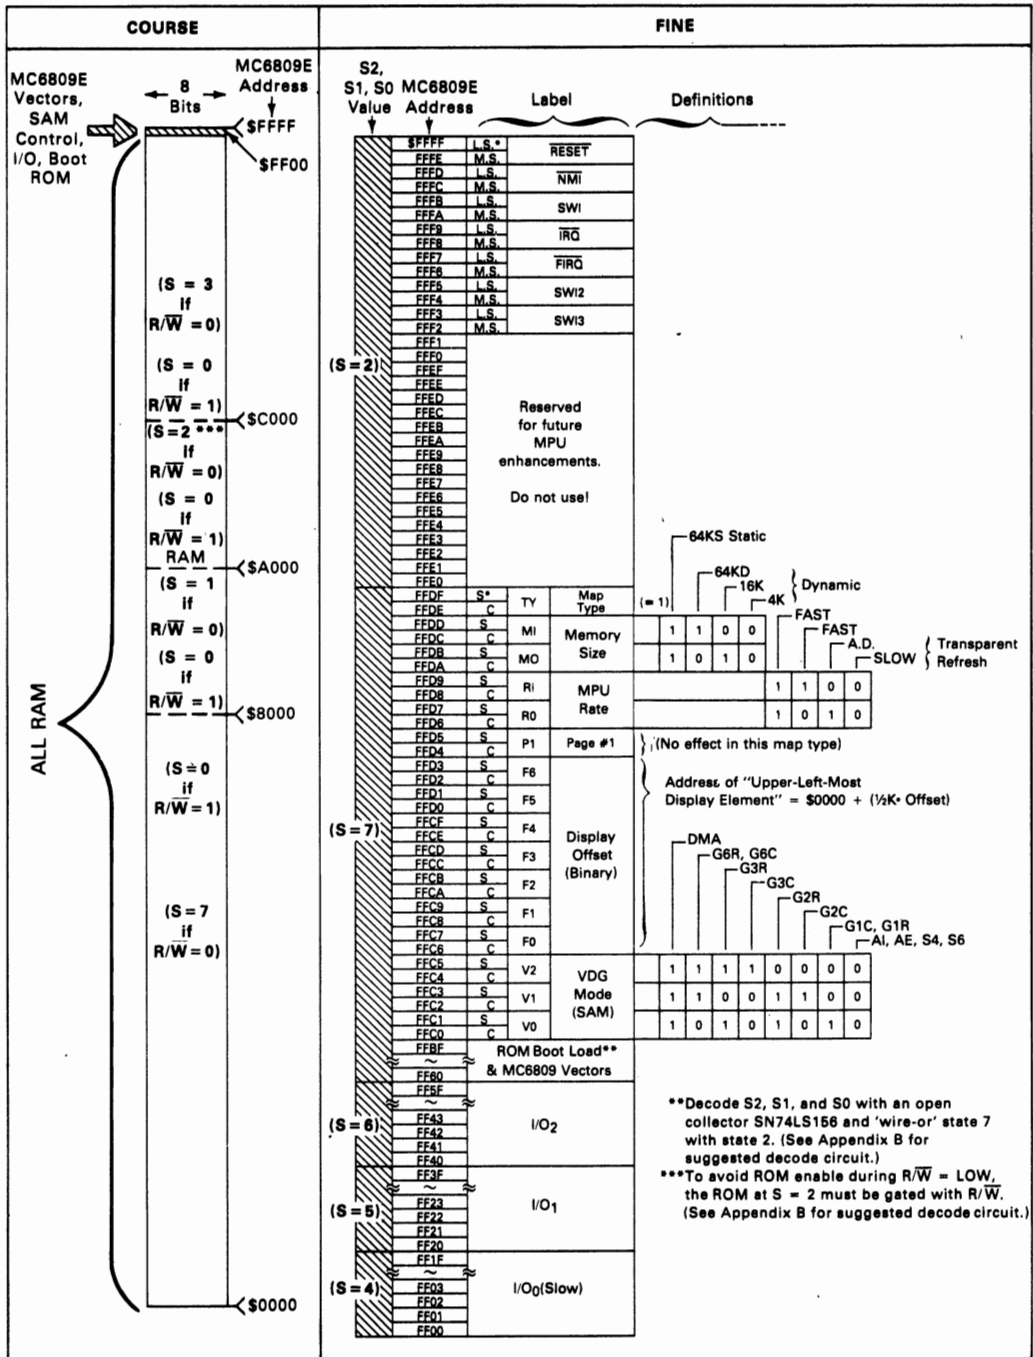 COURSE
FINE
MC6809E
Vectors,
SAM
Control,
I/O, Boot
ROM
8
Bits
MC6809E
Address
$FFFF
$FF00
(S = 3
if
R/W̅ = 0)
(S = 0
if
R/W̅ = 1)
$C000
(S=2 ***
if
R/W̅ = 0)
(S = 0
if
R/W̅ = 1)
RAM
$A000
(S = 1
if
R/W̅ = 0)
(S = 0
if
R/W̅ = 1)
$8000
(S=0
if
R/W̅ = 1)
(S=7
if
R/W̅ = 0)
$0000
ALL RAM
S2,
S1, S0
Value
MC6809E
Address
Label
Definitions
(S=2)
$FFFF L.S.* R̅E̅S̅E̅T̅
FFFE M.S.
FFFD L.S. N̅M̅I̅
FFFC M.S.
FFFB L.S. SWI
FFFA M.S.
FFF9 L.S. I̅R̅Q̅
FFF8 M.S.
FFF7 L.S. F̅I̅R̅Q̅
FFF6 M.S.
FFF5 L.S. SWI2
FFF4 M.S.
FFF3 L.S. SWI3
FFF2 M.S.
FFF1
FFF0
FFEF
FFEE
FFED
FFEC
FFEB
FFEA
FFE9
FFE8
FFE7
FFE6
FFE5
FFE4
FFE3
FFE2
FFE1
FFE0
Reserved
for future
MPU
enhancements.
Do not use!
(S=7)
FFDF S* TY Map
FFDE C Type
(= 1)
64KS Static
64KD
16K
4K
Dynamic
FFDD S MI Memory 1 1 0 0
FFDC C Size
FFDB S MO 1 0 1 0
FFDA C
FAST
FAST
A.D.
SLOW
Transparent
Refresh
FFD9 S RI MPU 1 1 0 0
FFD8 C Rate
FFD7 S R0 1 0 1 0
FFD6 C
FFD5 S P1 Page #1 (No effect in this map type)
FFD4 C
FFD3 S F6
FFD2 C
FFD1 S F5
FFD0 C
FFCF S F4
FFCE C
FFCD S F3
FFCC C
FFCB S F2
FFCA C
FFC9 S F1
FFC8 C
FFC7 S F0
FFC6 C
Display
Offset
(Binary)
Address of "Upper-Left-Most
Display Element" = $0000 + (½K• Offset)
DMA
G6R, G6C
G3R
G3C
G2R
G2C
G1C, G1R
AI, AE, S4, S6
FFC5 S V2 1 1 1 1 0 0 0 0
FFC4 C
FFC3 S V1 1 1 0 0 1 1 0 0
FFC2 C
FFC1 S V0 1 0 1 0 1 0 1 0
FFC0 C
VDG
Mode
(SAM)
FFBF
~
FF60
ROM Boot Load**
& MC6809 Vectors
(S=6)
FF5F
~
FF43
FF42
FF41
FF40
I/O2
(S=5)
FF3F
~
FF23
FF22
FF21
FF20
I/O1
(S=4)
FF1F
~
FF03
FF02
FF01
FF00
I/O0(Slow)
**Decode S2, S1, and S0 with an open
collector SN74LS156 and 'wire-or' state 7
with state 2. (See Appendix B for
suggested decode circuit.)
***To avoid ROM enable during R/W̅ = LOW,
the ROM at S = 2 must be gated with R/W̅.
(See Appendix B for suggested decode circuit.)